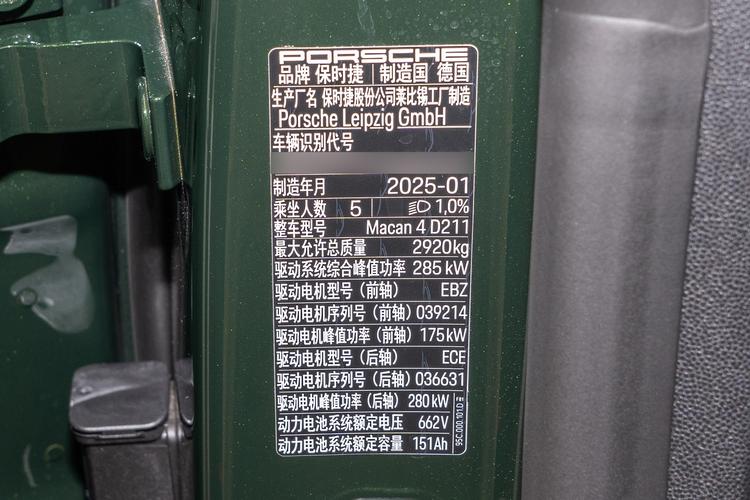 PORSCHE
品牌 保时捷 制造国 德国
生产厂名 保时捷股份公司莱比锡工厂制造
Porsche Leipzig GmbH
车辆识别代号
制造年月 2025-01
乘坐人数 5 1,0%
整车型号 Macan 4 D211
最大允许总质量 2920kg
驱动系统综合峰值功率 285 kW
驱动电机型号（前轴） EBZ
驱动电机序列号（前轴） 039214
驱动电机峰值功率（前轴） 175 kW
驱动电机型号（后轴） ECE
驱动电机序列号（后轴） 036631
驱动电机峰值功率（后轴） 280 kW
动力电池系统额定电压 662V
动力电池系统额定容量 151Ah
95C.000.101.D